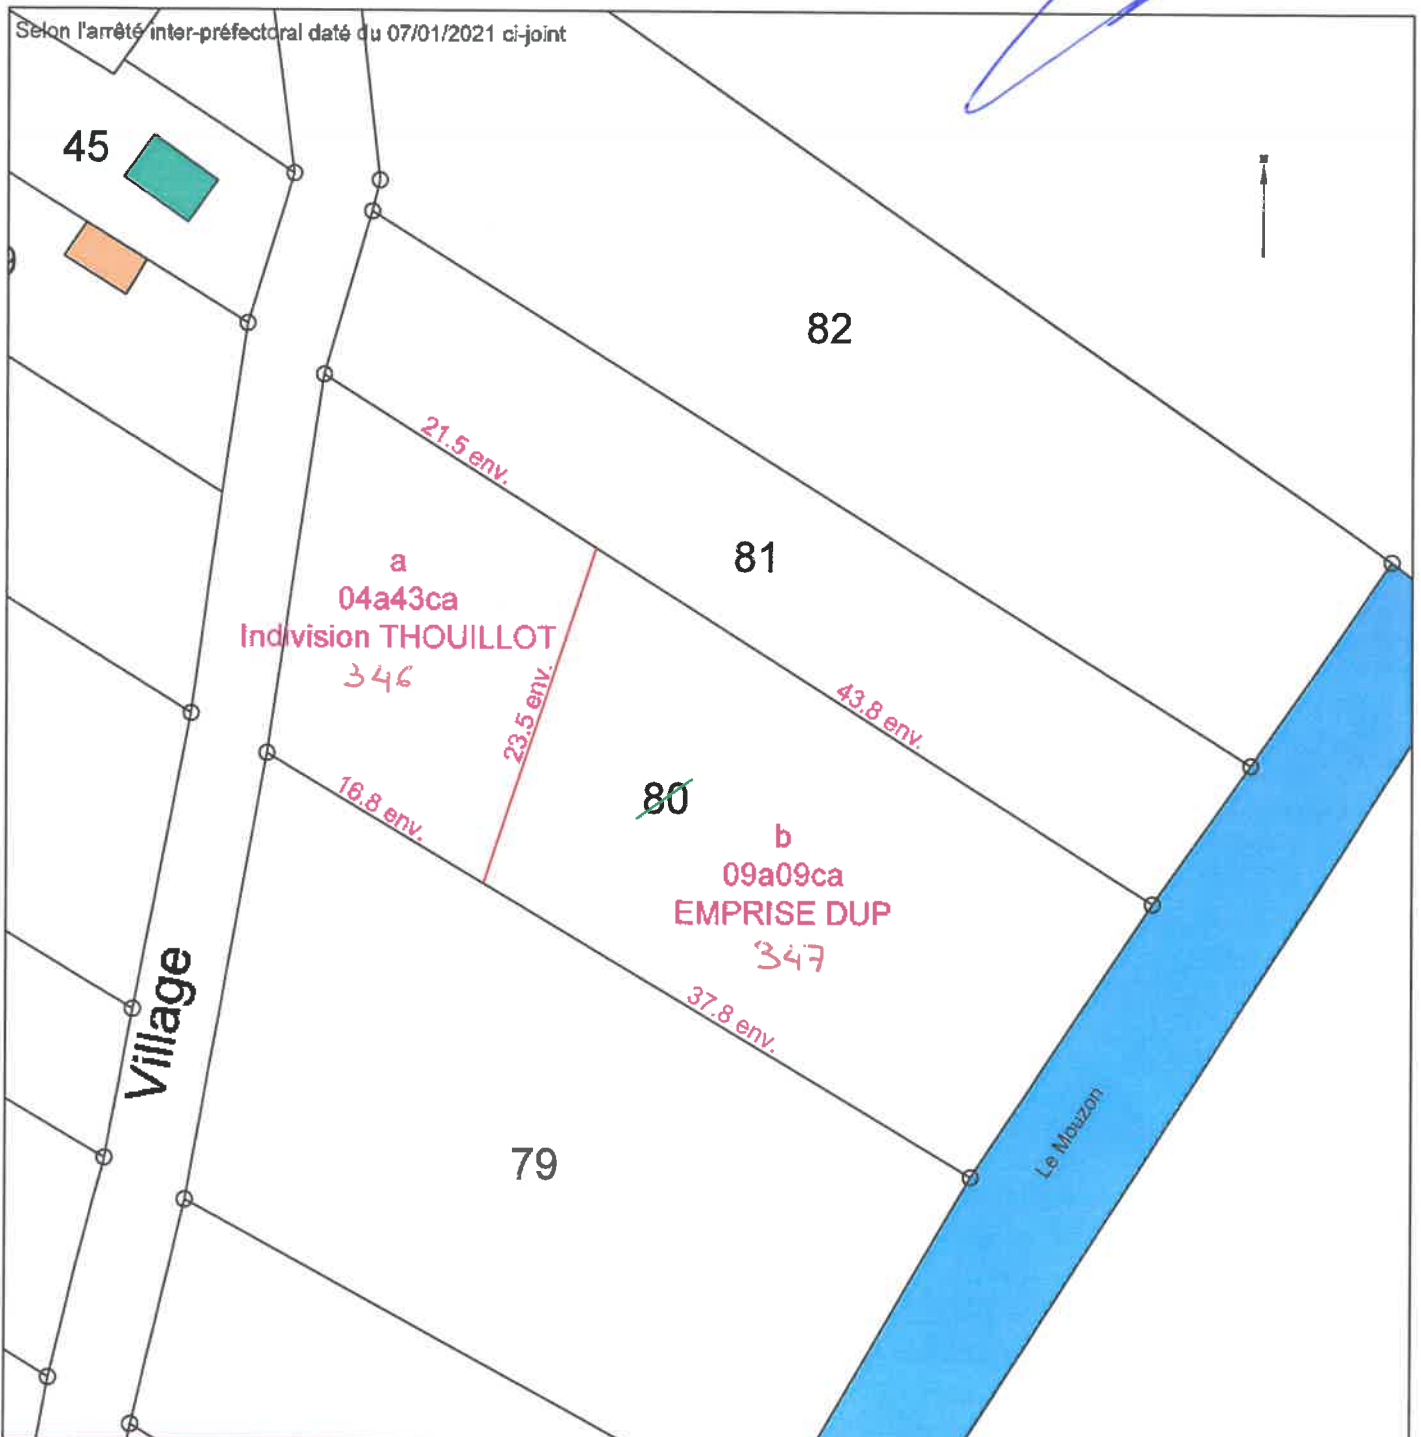 Selon l'arrêté inter-préfectoral daté du 07/01/2021 ci-joint
45
82
21.5 env.
81
a
04a43ca
Indivision THOUILLOT
346
23.5 env.
43.8 env.
16.8 env.
80
b
09a09ca
EMPRISE DUP
347
37.8 env.
Village
Le Mouzon
79